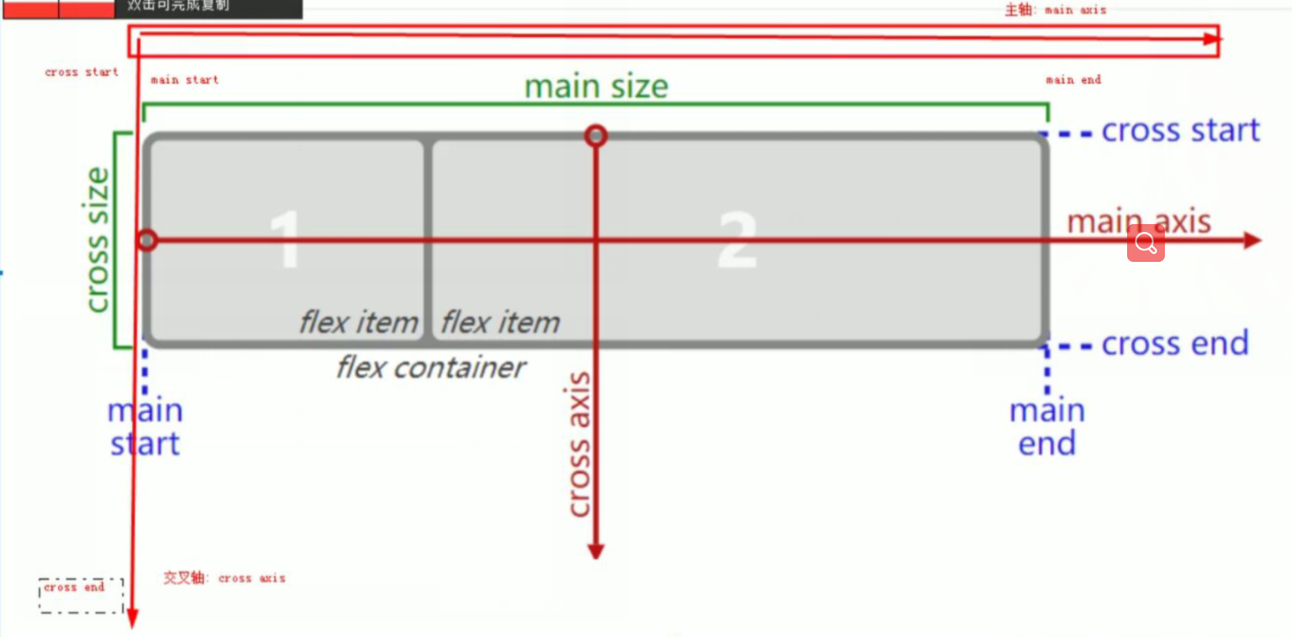 双击可完成复制
主轴: main axis
cross start
main start
main end
main size
cross start
cross size
1
2
main axis
flex item
flex item
cross end
flex container
main
start
cross axis
main
end
交叉轴: cross axis
cross end